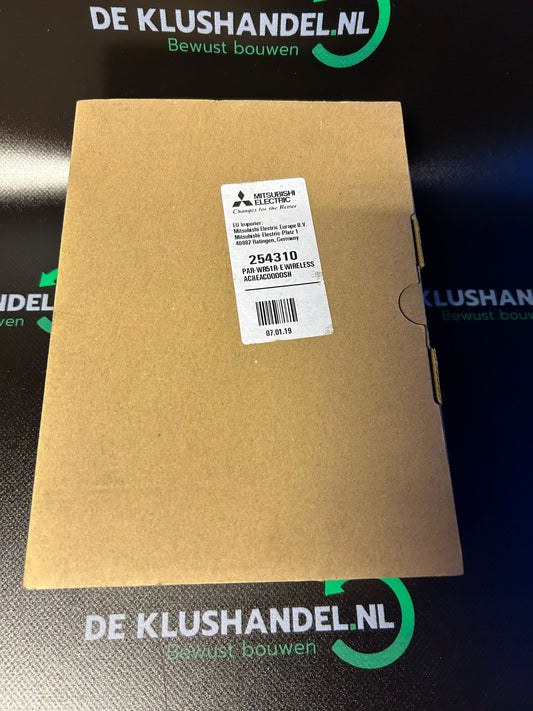 DE KLUSHANDEL.NL
Bewust bouwen
MITSUBISHI
ELECTRIC
Changes for the Better
EU Importer:
Mitsubishi Electric Europe B.V.
Mitsubishi-Electric-Platz 1
40882 Ratingen, Germany
254310
PAR-WR51R-E WIRELESS
07.01.19
KLUSHANDEL
Bewust bouwen
DE KLUSHANDEL.NL
Bewust bouwen